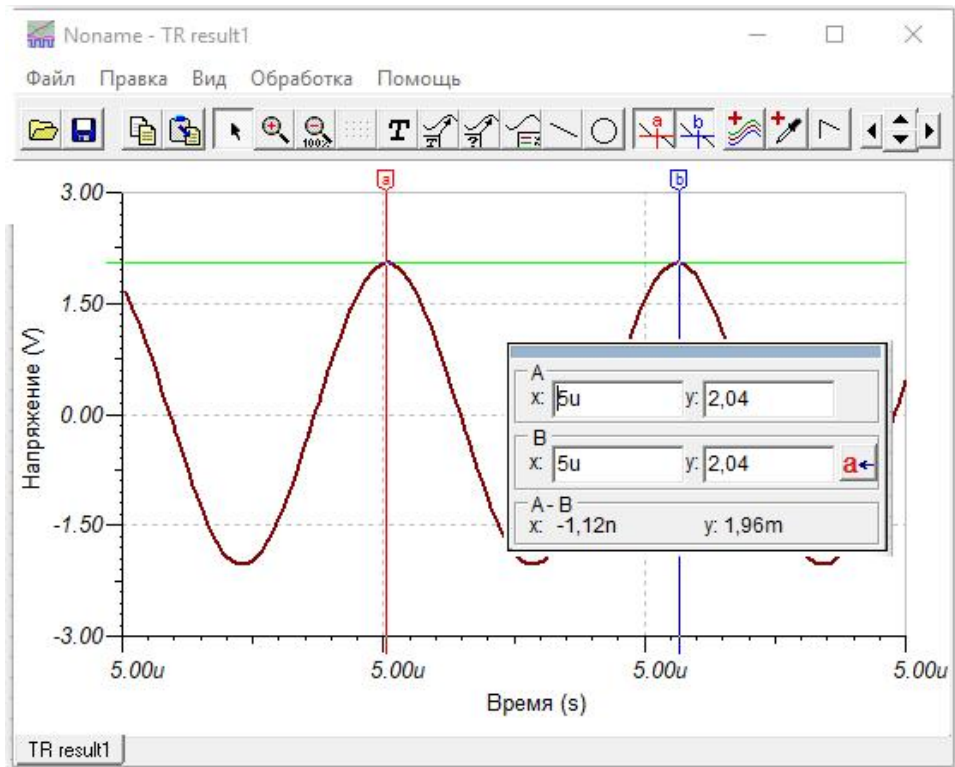 Noname - TR result1
Файл Правка Вид Обработка Помощь
100%
T
T
?
a
b
a
b
3.00
1.50
0.00
-1.50
-3.00
Напряжение (V)
5.00u 5.00u 5.00u 5.00u
Время (s)
A
x: 5u y: 2,04
B
x: 5u y: 2,04
a
A - B
x: -1,12n y: 1,96m
TR result1